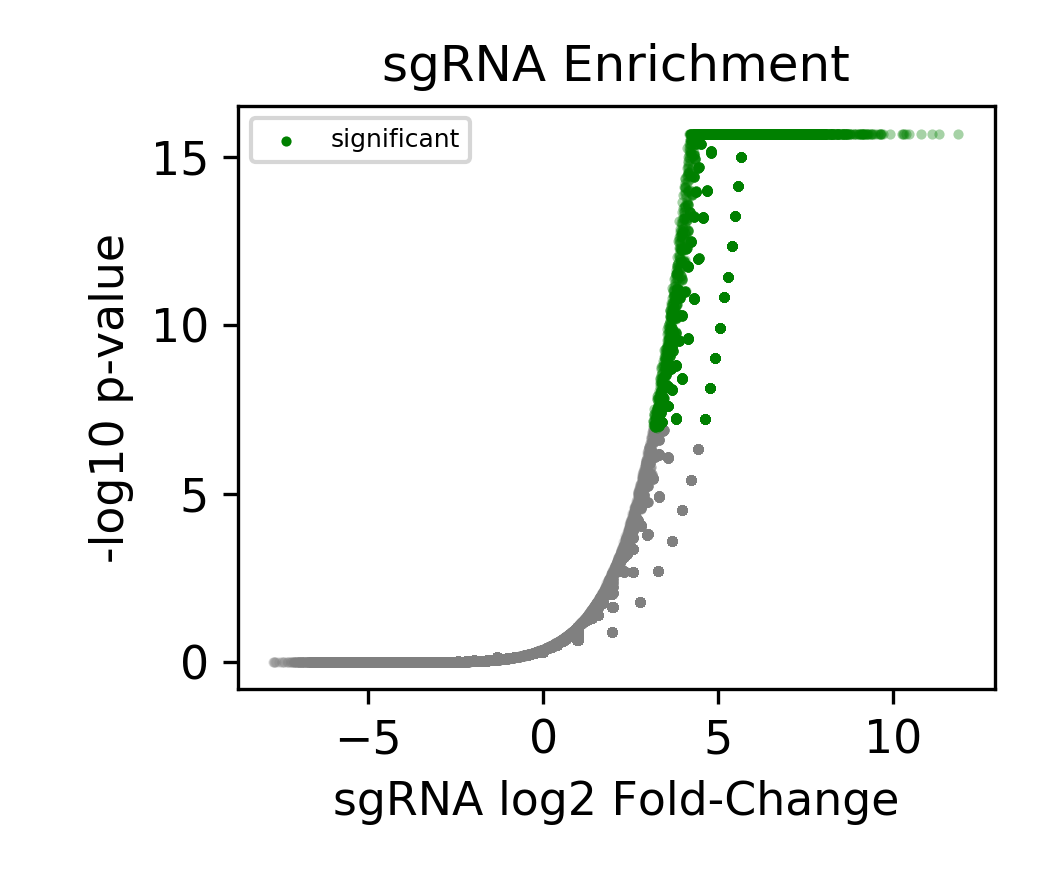 sgRNA Enrichment
significant
15
10
5
0
-log10 p-value
−5 0 5 10
sgRNA log2 Fold-Change